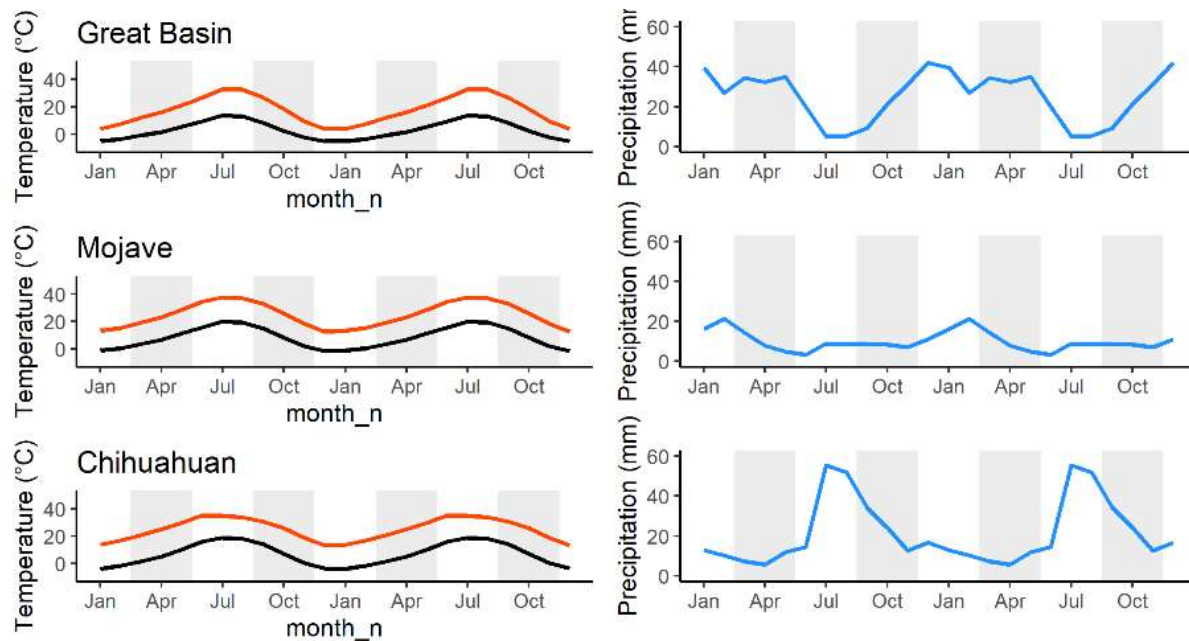 Great Basin
Temperature (°C)
40
20
0
Jan Apr Jul Oct Jan Apr Jul Oct
month_n
Precipitation (mm
60
40
20
0
Jan Apr Jul Oct Jan Apr Jul Oct
Mojave
Temperature (°C)
40
20
0
Jan Apr Jul Oct Jan Apr Jul Oct
month_n
Precipitation (mm)
60
40
20
0
Jan Apr Jul Oct Jan Apr Jul Oct
Chihuahuan
Temperature (°C)
40
20
0
Jan Apr Jul Oct Jan Apr Jul Oct
month_n
Precipitation (mm)
60
40
20
0
Jan Apr Jul Oct Jan Apr Jul Oct